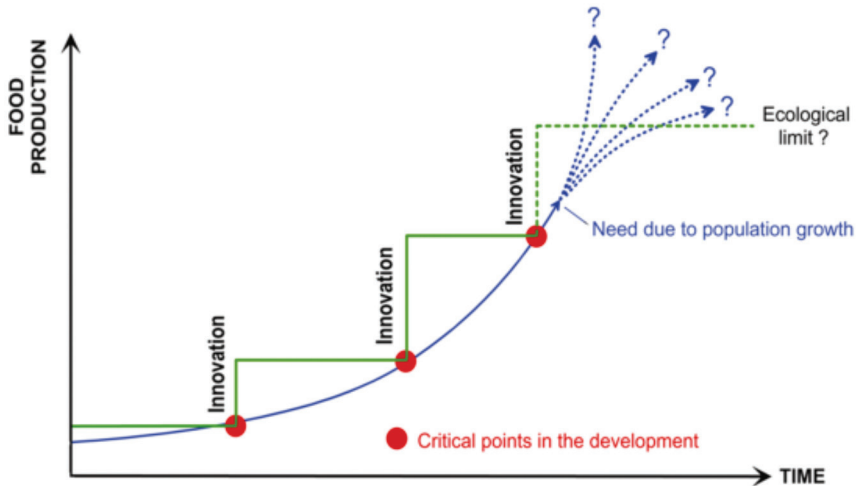 FOOD
PRODUCTION
?
?
?
?
Ecological
limit ?
Innovation
Need due to population growth
Innovation
Innovation
Critical points in the development
TIME